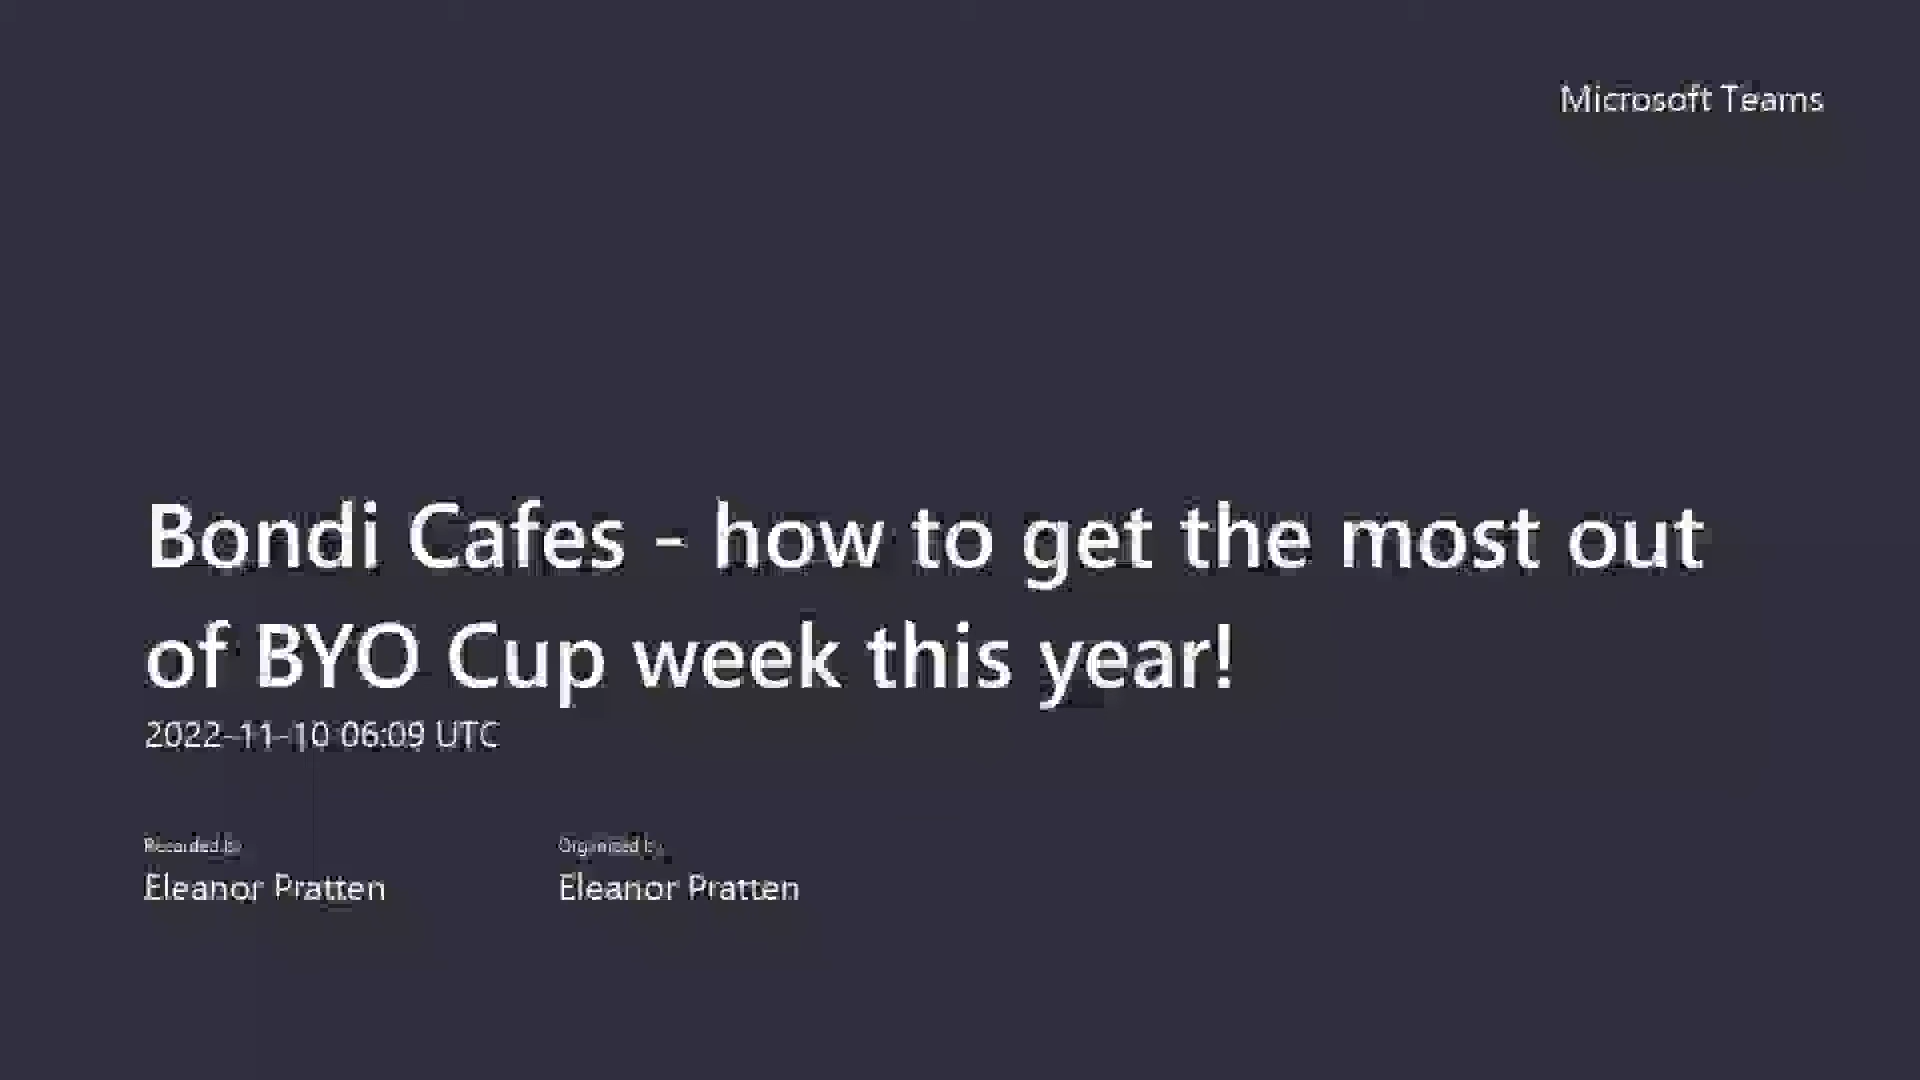 Microsoft Teams
Bondi Cafes - how to get the most out
of BYO Cup week this year!
2022-11-10 06:09 UTC
Recorded by
Organized by
Eleanor Pratten
Eleanor Pratten